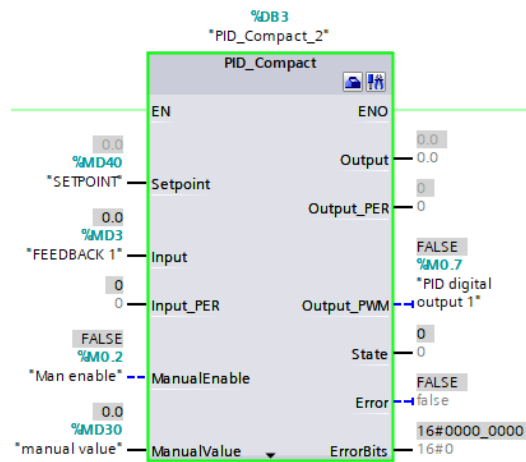 %DB3
"PID_Compact_2"
PID_Compact
EN
ENO
0.0
%MD40
"SETPOINT"
Setpoint
0.0
%MD3
"FEEDBACK 1"
Input
0
0
Input_PER
FALSE
%M0.2
"Man enable"
ManualEnable
0.0
%MD30
"manual value"
ManualValue
Output
0.0
0.0
Output_PER
0
0
Output_PWM
FALSE
%M0.7
"PID digital
output 1"
State
0
0
Error
FALSE
false
ErrorBits
16#0000_0000
16#0